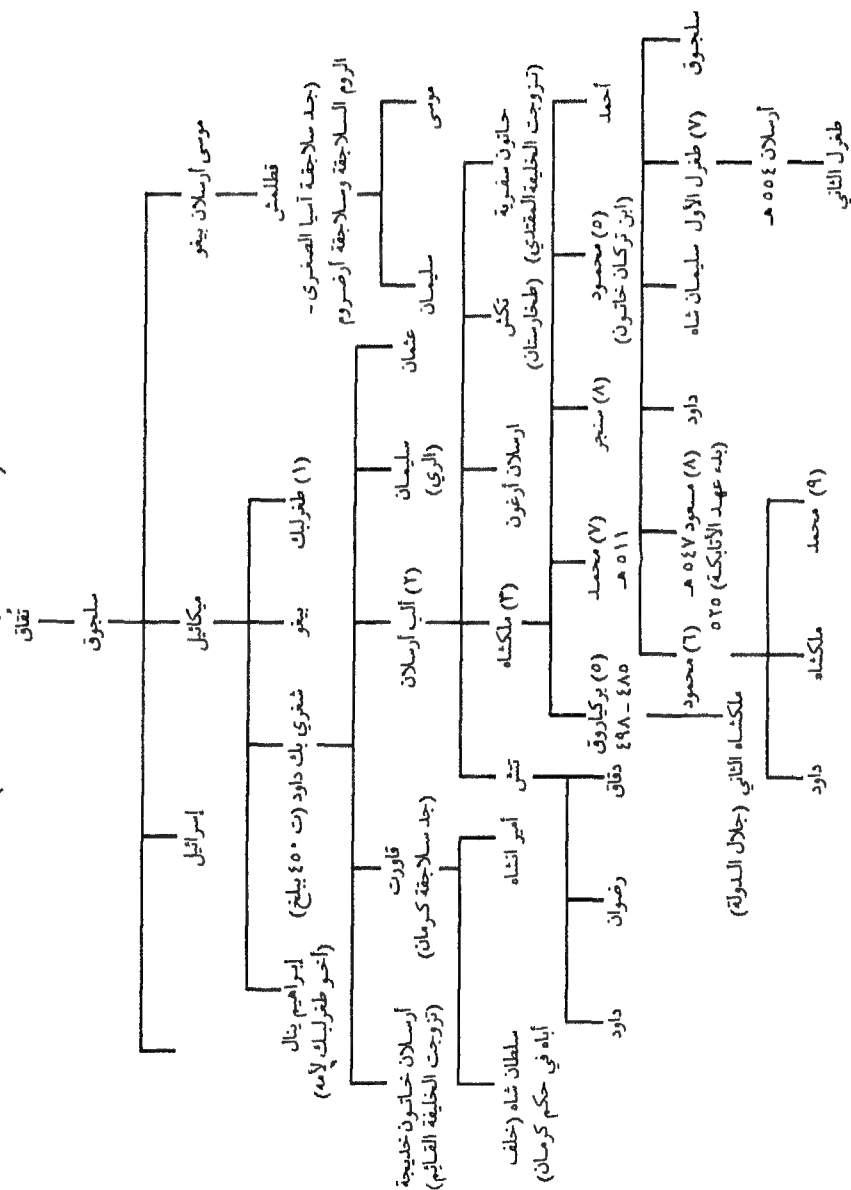 تقاق
سلجوق
موسى أرسلان بيغو
ميكائيل
إسرائيل
قطلمش
(جد سلاجقة آسيا الصغرى -
الروم السلاجقة وسلاجقة أرضروم
موسى
سليمان
(١) طغرلبك
بيغو
شغري بك داود (ت ٤٥٠ ببلخ)
إبراهيم ينال
(أخو طغرلبك لأمه)
عثمان
سليمان
(الري)
(٢) ألب أرسلان
قاورت
(جد سلاجقة كرمان)
أرسلان خاتون خديجة
(تزوجت الخليفة القائم)
أمير انشاه
سلطان شاه (خلف
أباه في حكم كرمان)
خاتون سفرية
(تزوجت الخليفة المقتدي)
تكش
(طخارستان)
ارسلان أرغون
(٣) ملكشاه
تتش
دقاق
رضوان
داود
أحمد
(٥) محمود
(ابن تركان خاتون)
(٨) سنجر
(٧) محمد
٥١١ هـ
(٥) بركياروق
٤٨٥ - ٤٩٨
ملكشاه الثاني (جلال الدولة)
سلجوق
(٧) طغرل الأول
سليمان شاه
داود
(٨) مسعود ٥٤٧ هـ
(بدء عهد الأتابكة) ٥٢٥
(٦) محمود
أرسلان ٥٥٤ هـ
طغرل الثاني
(٩) محمد
ملكشاه
داود